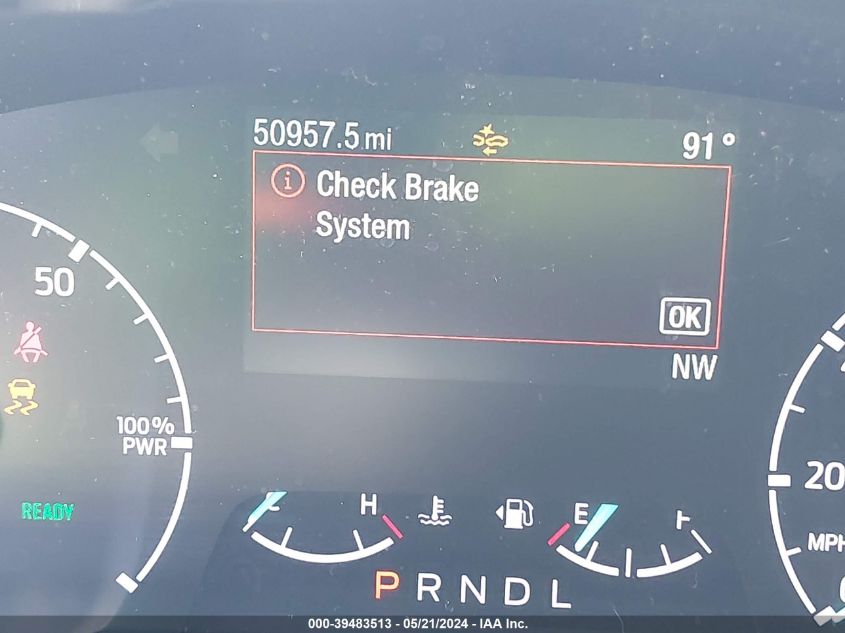 50957.5 mi 91°
Check Brake
System
OK
NW
50
100%
PWR
READY
20
MPH
H
E
P R N D L
000-39483513 - 05/21/2024 - IAA Inc.